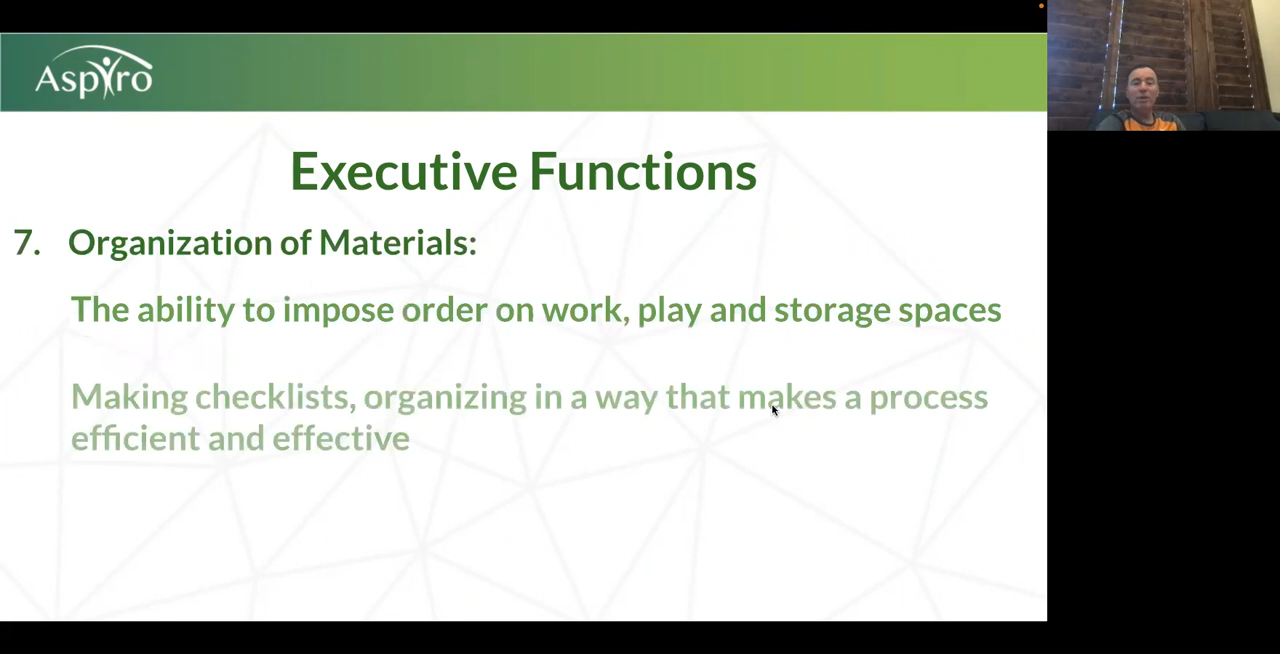 Aspiro
Executive Functions
7. Organization of Materials:
The ability to impose order on work, play and storage spaces
Making checklists, organizing in a way that makes a process
efficient and effective